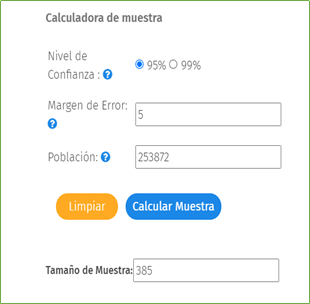 Calculadora de muestra
Nivel de
Confianza : ?
95% 99%
Margen de Error:
?
5
Población: ?
253872
Limpiar
Calcular Muestra
Tamaño de Muestra:
385